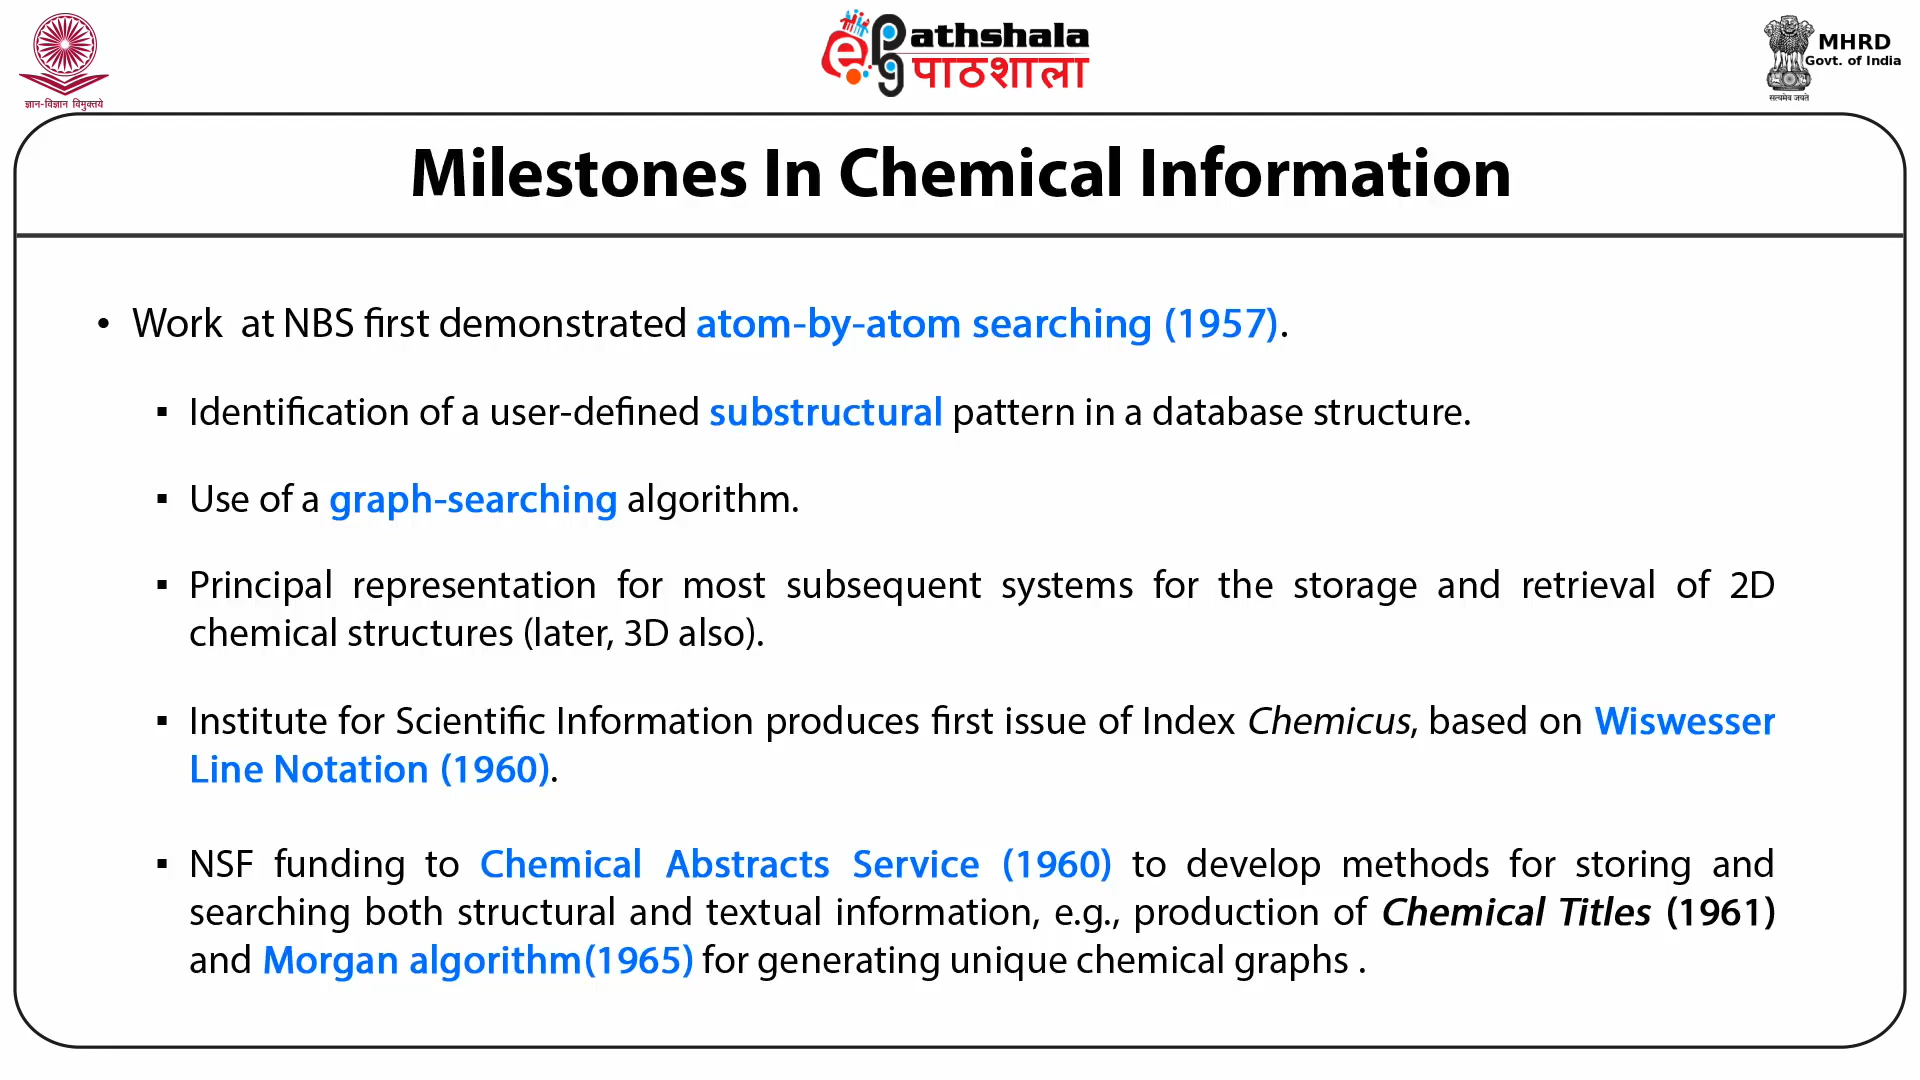 ज्ञान-विज्ञान विमुक्तये
ePathshala
पाठशाला
MHRD
Govt. of India
सत्यमेव जयते
Milestones In Chemical Information
• Work at NBS first demonstrated atom-by-atom searching (1957).
▪ Identification of a user-defined substructural pattern in a database structure.
▪ Use of a graph-searching algorithm.
▪ Principal representation for most subsequent systems for the storage and retrieval of 2D
chemical structures (later, 3D also).
▪ Institute for Scientific Information produces first issue of Index Chemicus, based on Wiswesser
Line Notation (1960).
▪ NSF funding to Chemical Abstracts Service (1960) to develop methods for storing and
searching both structural and textual information, e.g., production of Chemical Titles (1961)
and Morgan algorithm(1965) for generating unique chemical graphs .